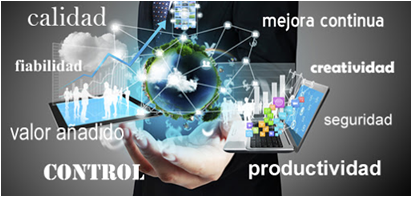 calidad
mejora continua
fiabilidad
creatividad
valor añadido
seguridad
CONTROL
productividad